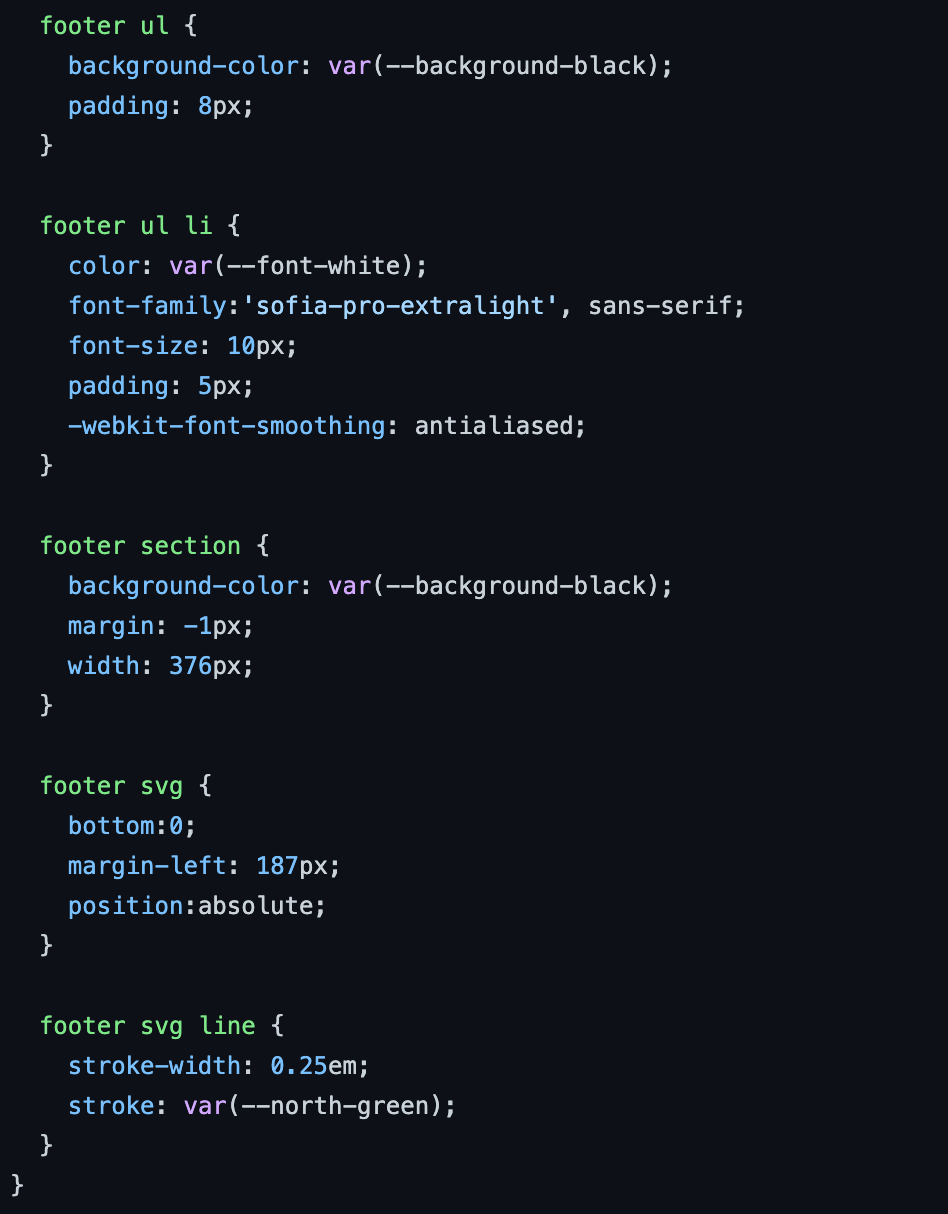 footer ul {
background-color: var(--background-black);
padding: 8px;
}
footer ul li {
color: var(--font-white);
font-family:'sofia-pro-extralight', sans-serif;
font-size: 10px;
padding: 5px;
-webkit-font-smoothing: antialiased;
}
footer section {
background-color: var(--background-black);
margin: -1px;
width: 376px;
}
footer svg {
bottom:0;
margin-left: 187px;
position:absolute;
}
footer svg line {
stroke-width: 0.25em;
stroke: var(--north-green);
}
}